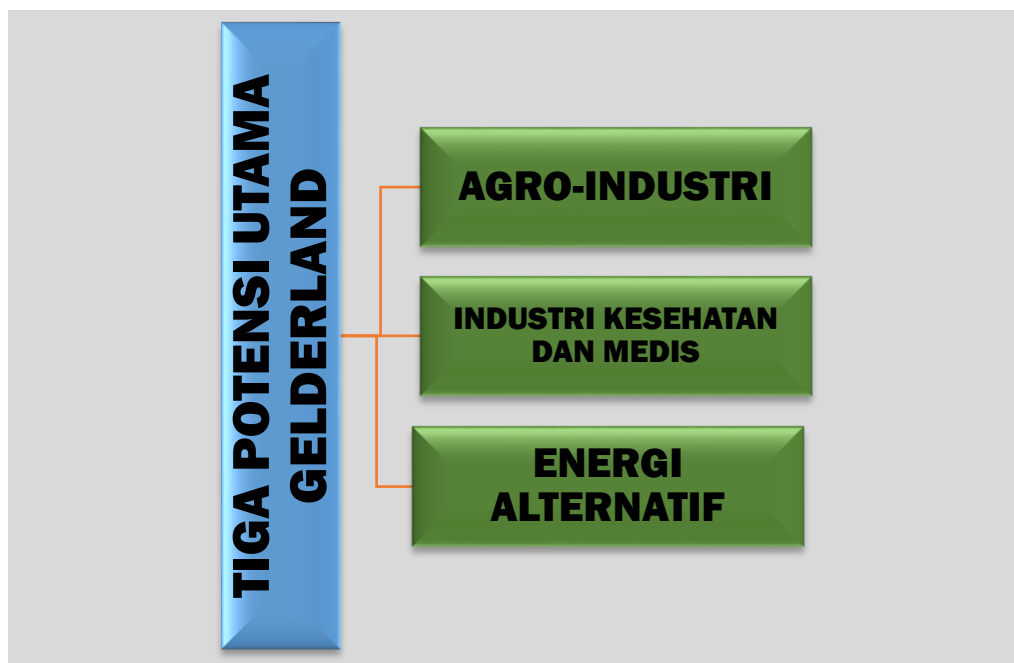 TIGA POTENSI UTAMA
GELDERLAND
AGRO-INDUSTRI
INDUSTRI KESEHATAN
DAN MEDIS
ENERGI
ALTERNATIF